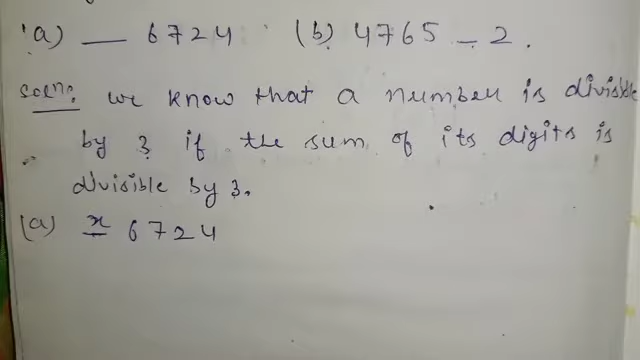 (a) __ 6724 (b) 4765 _ 2.
Soln: we know that a number is divisible
by 3 if the sum of its digits is
divisible by 3.
(a) x 6724